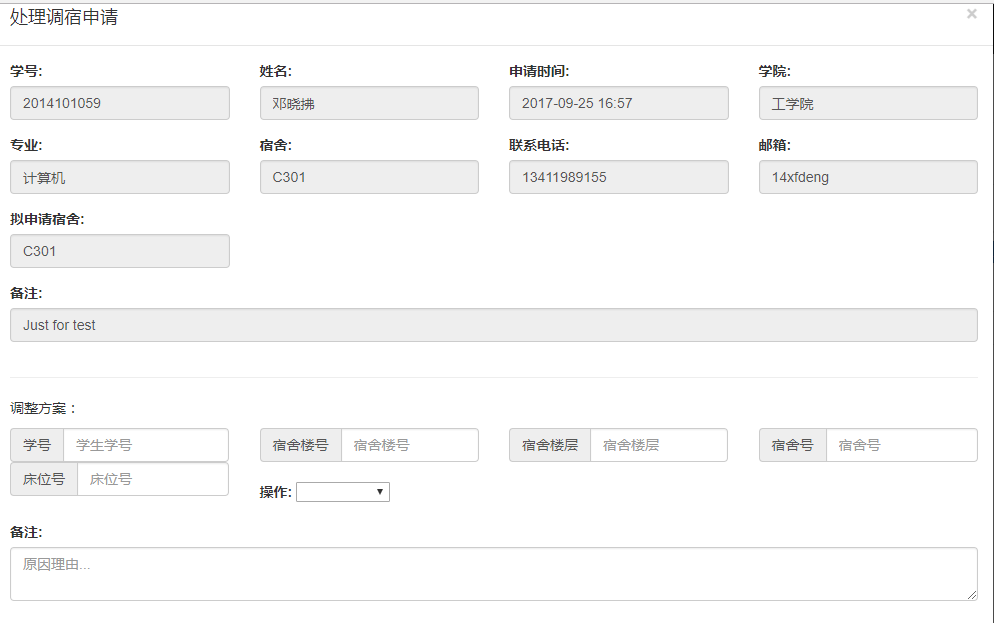 处理调宿申请 ×
学号: 姓名: 申请时间: 学院:
2014101059 邓晓拂 2017-09-25 16:57 工学院
专业: 宿舍: 联系电话: 邮箱:
计算机 C301 13411989155 14xfdeng
拟申请宿舍:
C301
备注:
Just for test
调整方案：
学号 学生学号 宿舍楼号 宿舍楼号 宿舍楼层 宿舍楼层 宿舍号 宿舍号
床位号 床位号 操作:
备注:
原因理由...